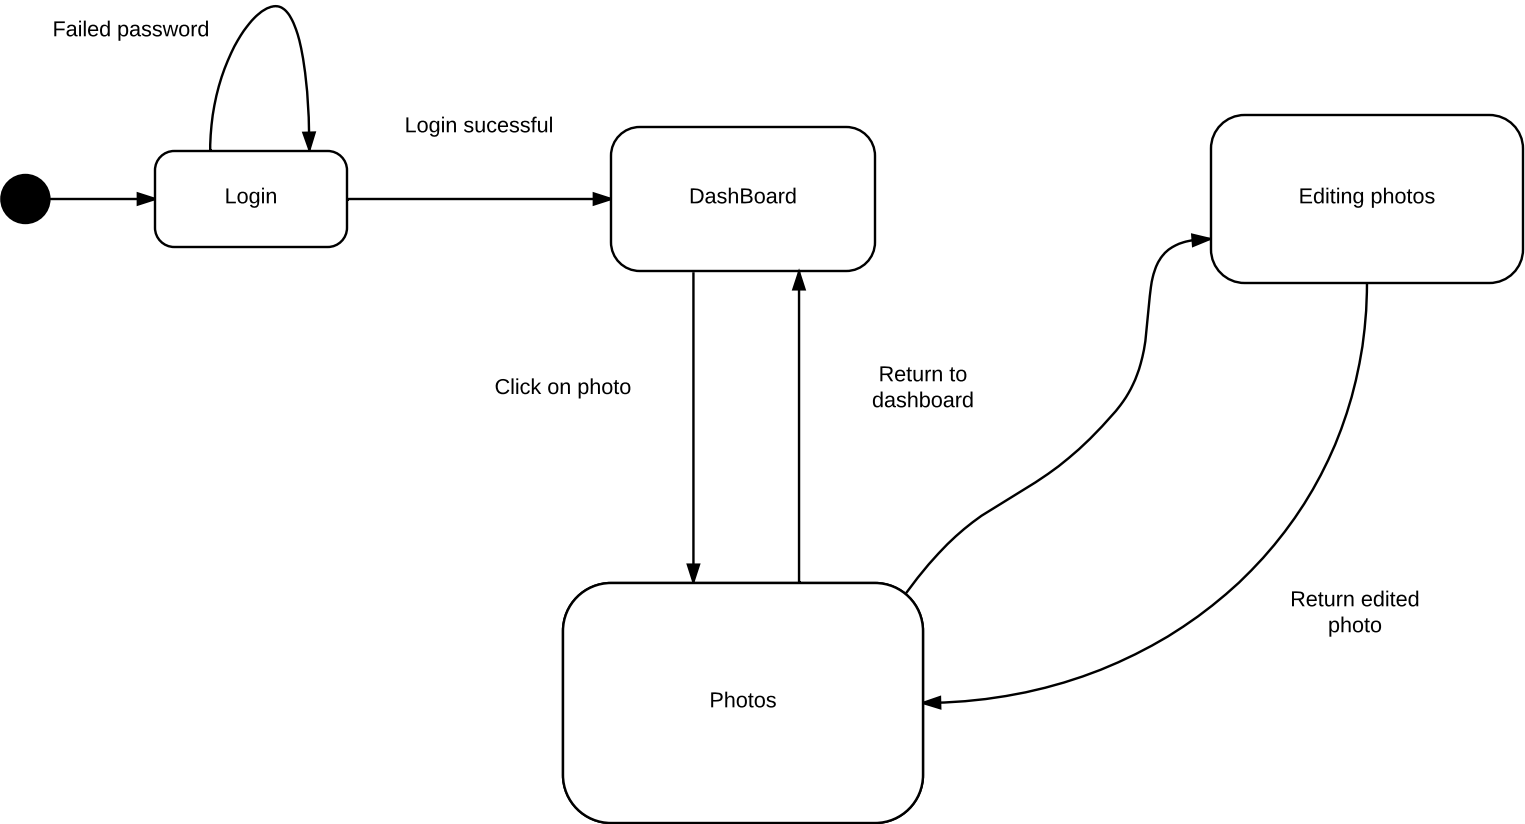 Failed password
Login sucessful
Login
DashBoard
Editing photos
Click on photo
Return to
dashboard
Return edited
photo
Photos